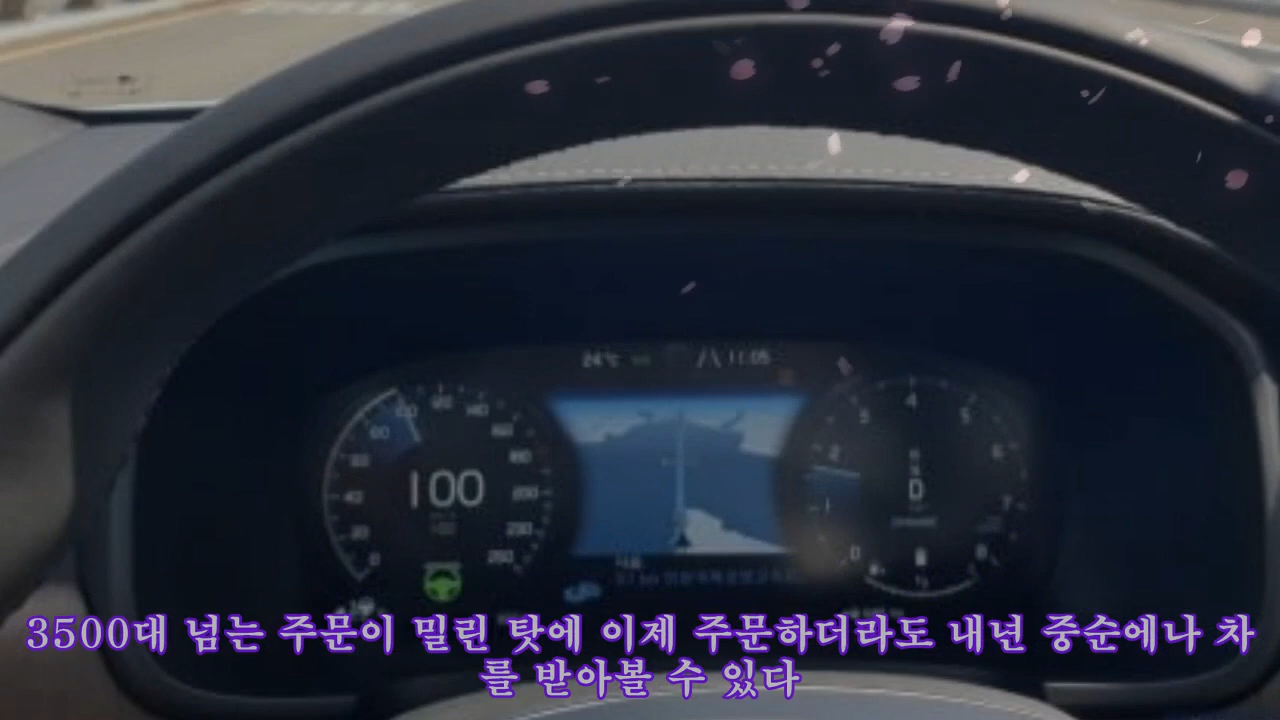 24℃
11:05
100
D
3500대 넘는 주문이 밀린 탓에 이제 주문하더라도 내년 중순에나 차
를 받아볼 수 있다